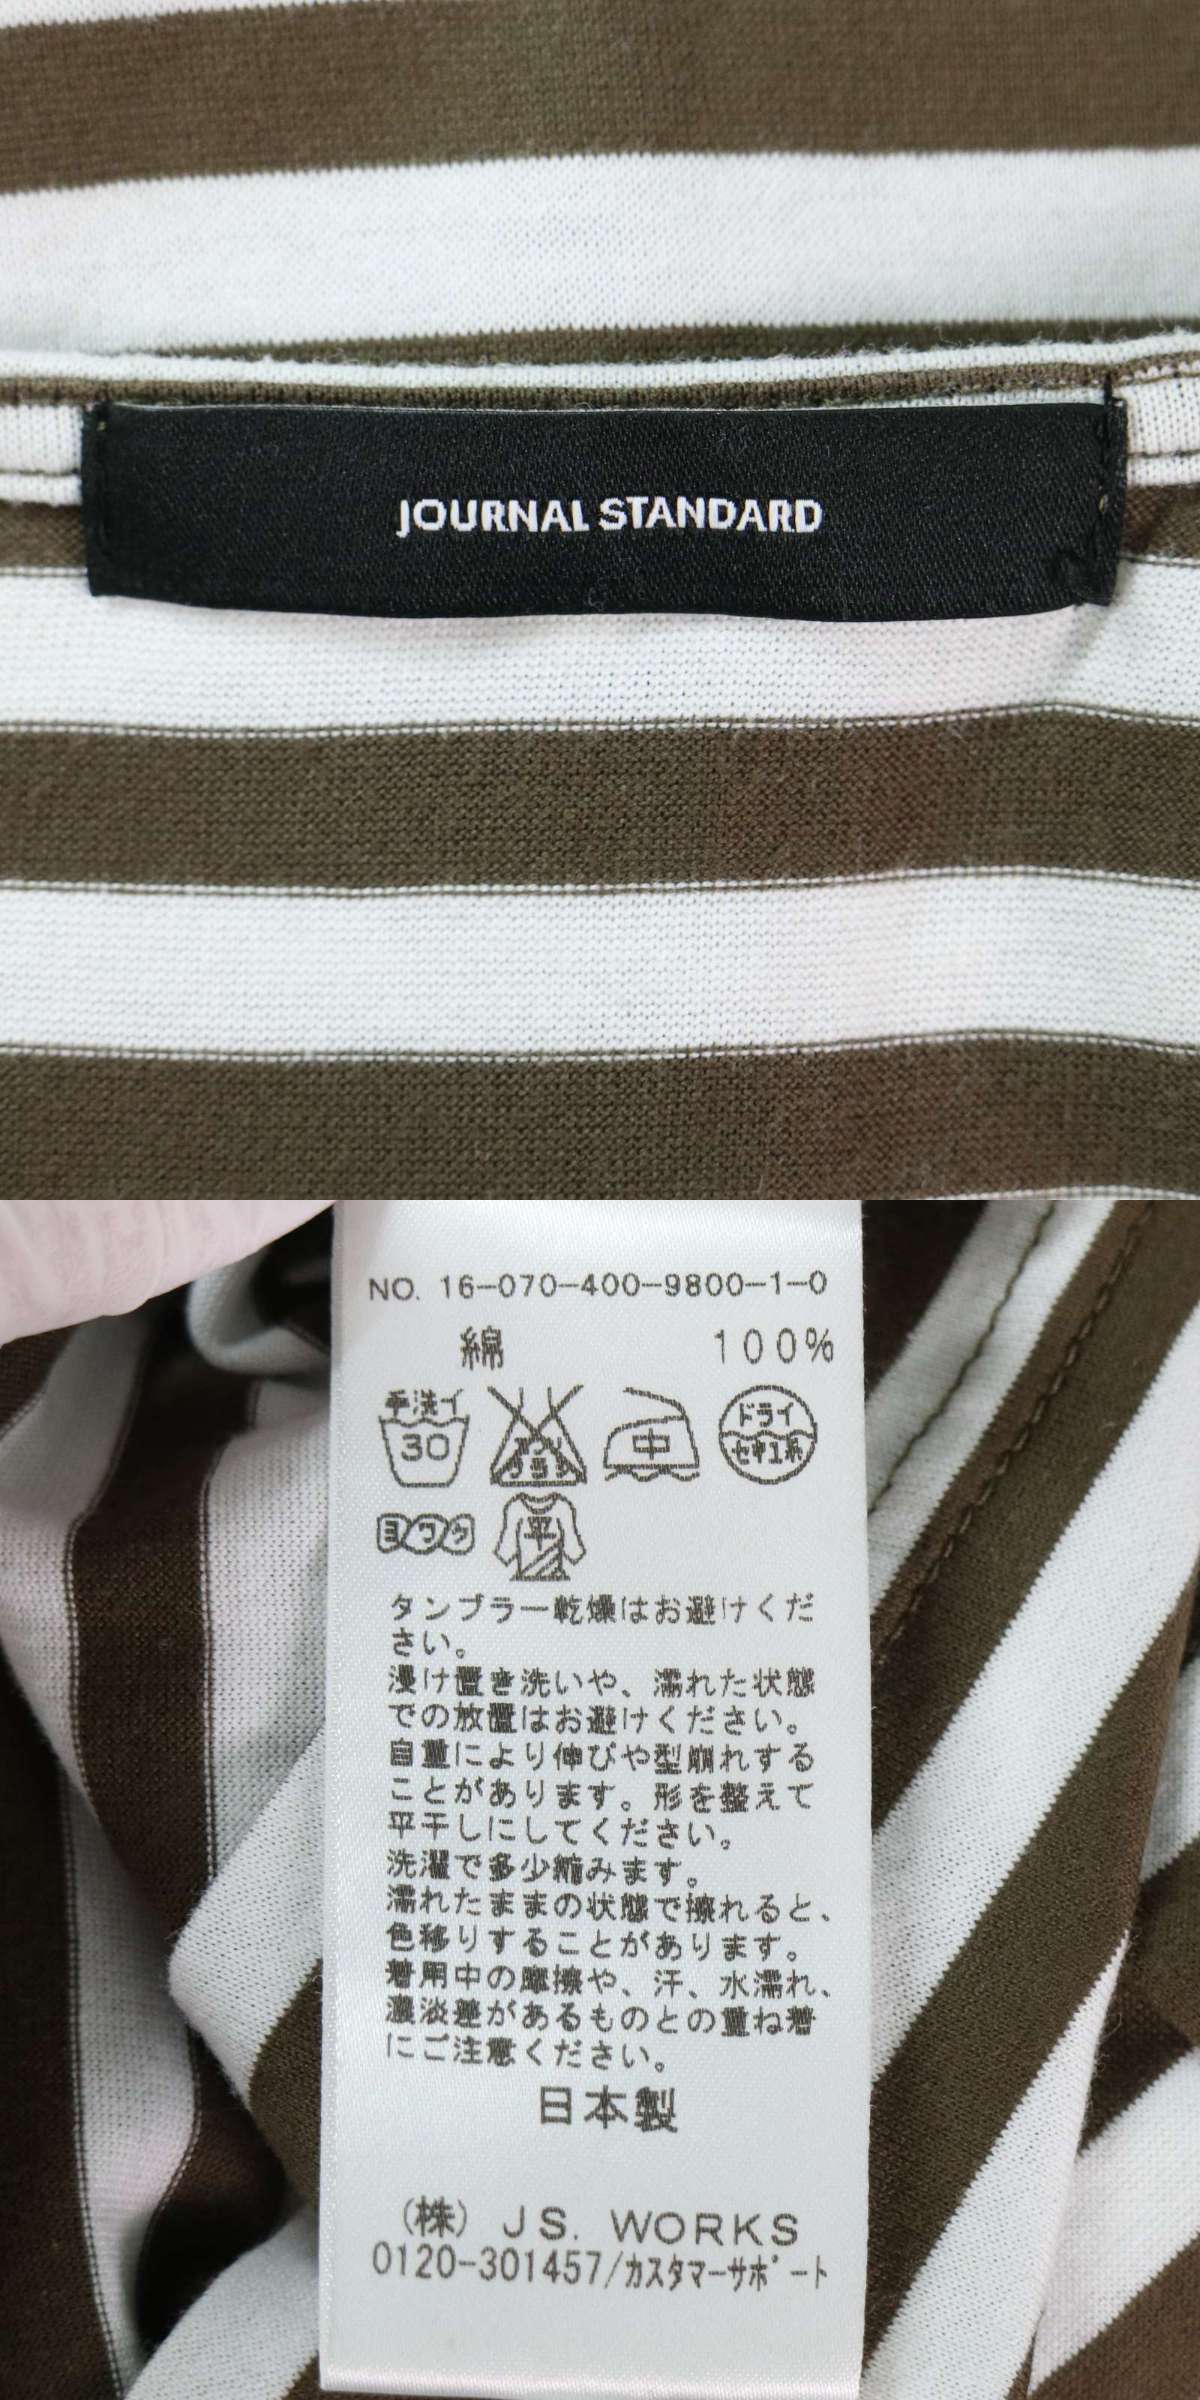 JOURNAL STANDARD
NO. 16-070-400-9800-1-0
綿 100%
手洗イ
30
エンソ
サラシ
中
ドライ
セキユ系
ヨワク
平
タンブラー乾燥はお避けくだ
さい。
浸け置き洗いや、濡れた状態
での放置はお避けください。
自重により伸びや型崩れする
ことがあります。形を整えて
平干しにしてください。
洗濯で多少縮みます。
濡れたままの状態で擦れると、
色移りすることがあります。
着用中の摩擦や、汗、水濡れ、
濃淡差があるものとの重ね着
にご注意ください。
日本製
(株) JS. WORKS
0120-301457/カスタマーサポート